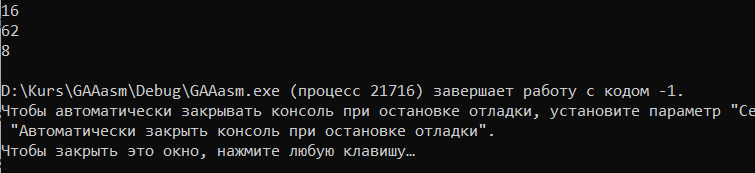 16
62
8
D:\Kurs\GAAasm\Debug\GAAasm.exe (процесс 21716) завершает работу с кодом -1.
Чтобы автоматически закрывать консоль при остановке отладки, установите параметр "Се
"Автоматически закрыть консоль при остановке отладки".
Чтобы закрыть это окно, нажмите любую клавишу…